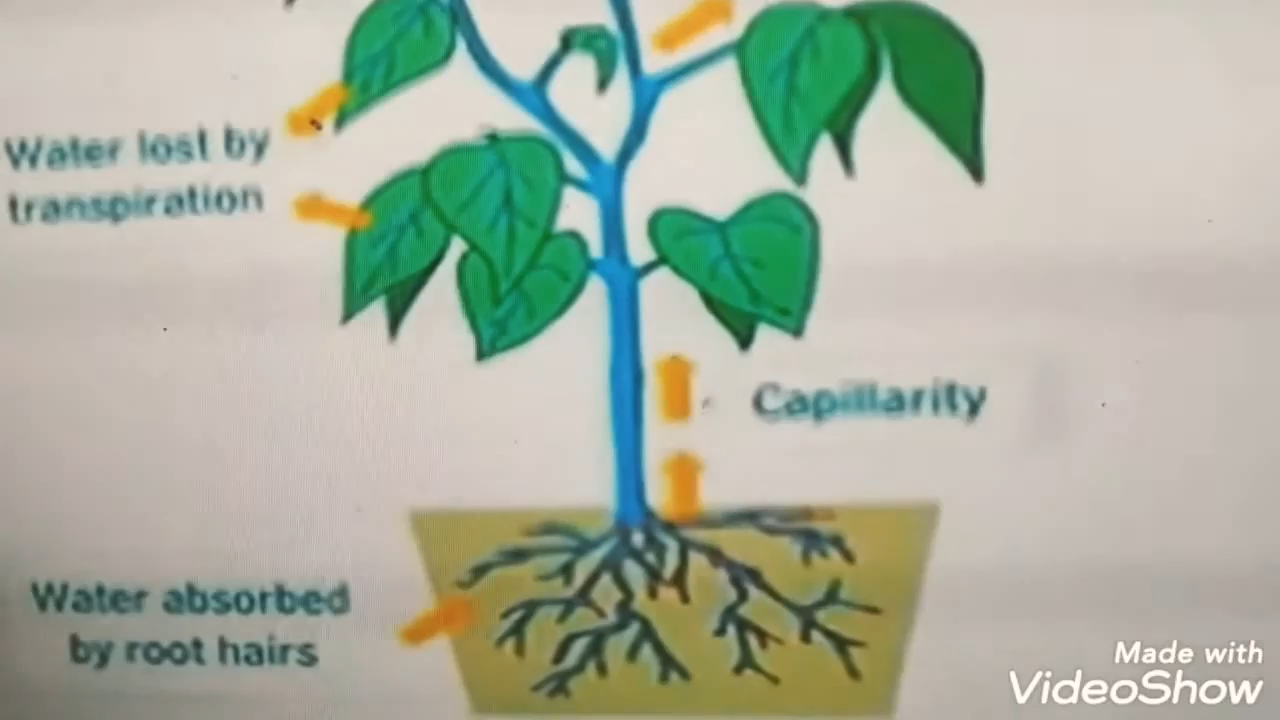 Water lost by
transpiration
Capillarity
Water absorbed
by root hairs
Made with
VideoShow